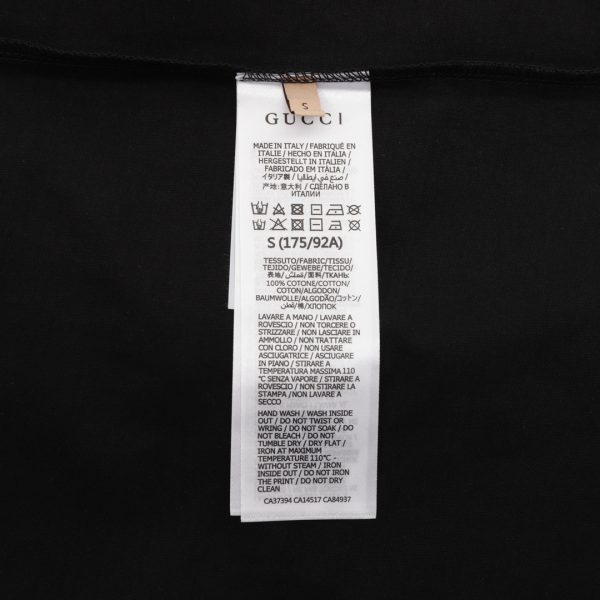 S
GUCCI
MADE IN ITALY / FABRIQUÉ EN
ITALIE / HECHO EN ITALIA /
HERGESTELLT IN ITALIEN /
FABRICADO EM ITÁLIA /
イタリア製 / صنع في ايطاليا /
产地: 意大利 / СДЕЛАНО В
ИТАЛИИ
S (175/92A)
TESSUTO/FABRIC/TISSU/
TEJIDO/GEWEBE/TECIDO/
表地/قماش/面料/ТКАНЬ:
100% COTONE/COTTON/
COTON/ALGODON/
BAUMWOLLE/ALGODÃO/コットン/
قطن/棉/ХЛОПОК
LAVARE A MANO / LAVARE A
ROVESCIO / NON TORCERE O
STRIZZARE / NON LASCIARE IN
AMMOLLO / NON TRATTARE
CON CLORO / NON USARE
ASCIUGATRICE / ASCIUGARE
IN PIANO / STIRARE A
TEMPERATURA MASSIMA 110
°C SENZA VAPORE / STIRARE A
ROVESCIO / NON STIRARE LA
STAMPA /NON LAVARE A
SECCO
HAND WASH / WASH INSIDE
OUT / DO NOT TWIST OR
WRING / DO NOT SOAK / DO
NOT BLEACH / DO NOT
TUMBLE DRY / DRY FLAT /
IRON AT MAXIMUM
TEMPERATURE 110°C -
WITHOUT STEAM / IRON
INSIDE OUT / DO NOT IRON
THE PRINT / DO NOT DRY
CLEAN
CA37394 CA14517 CA84937